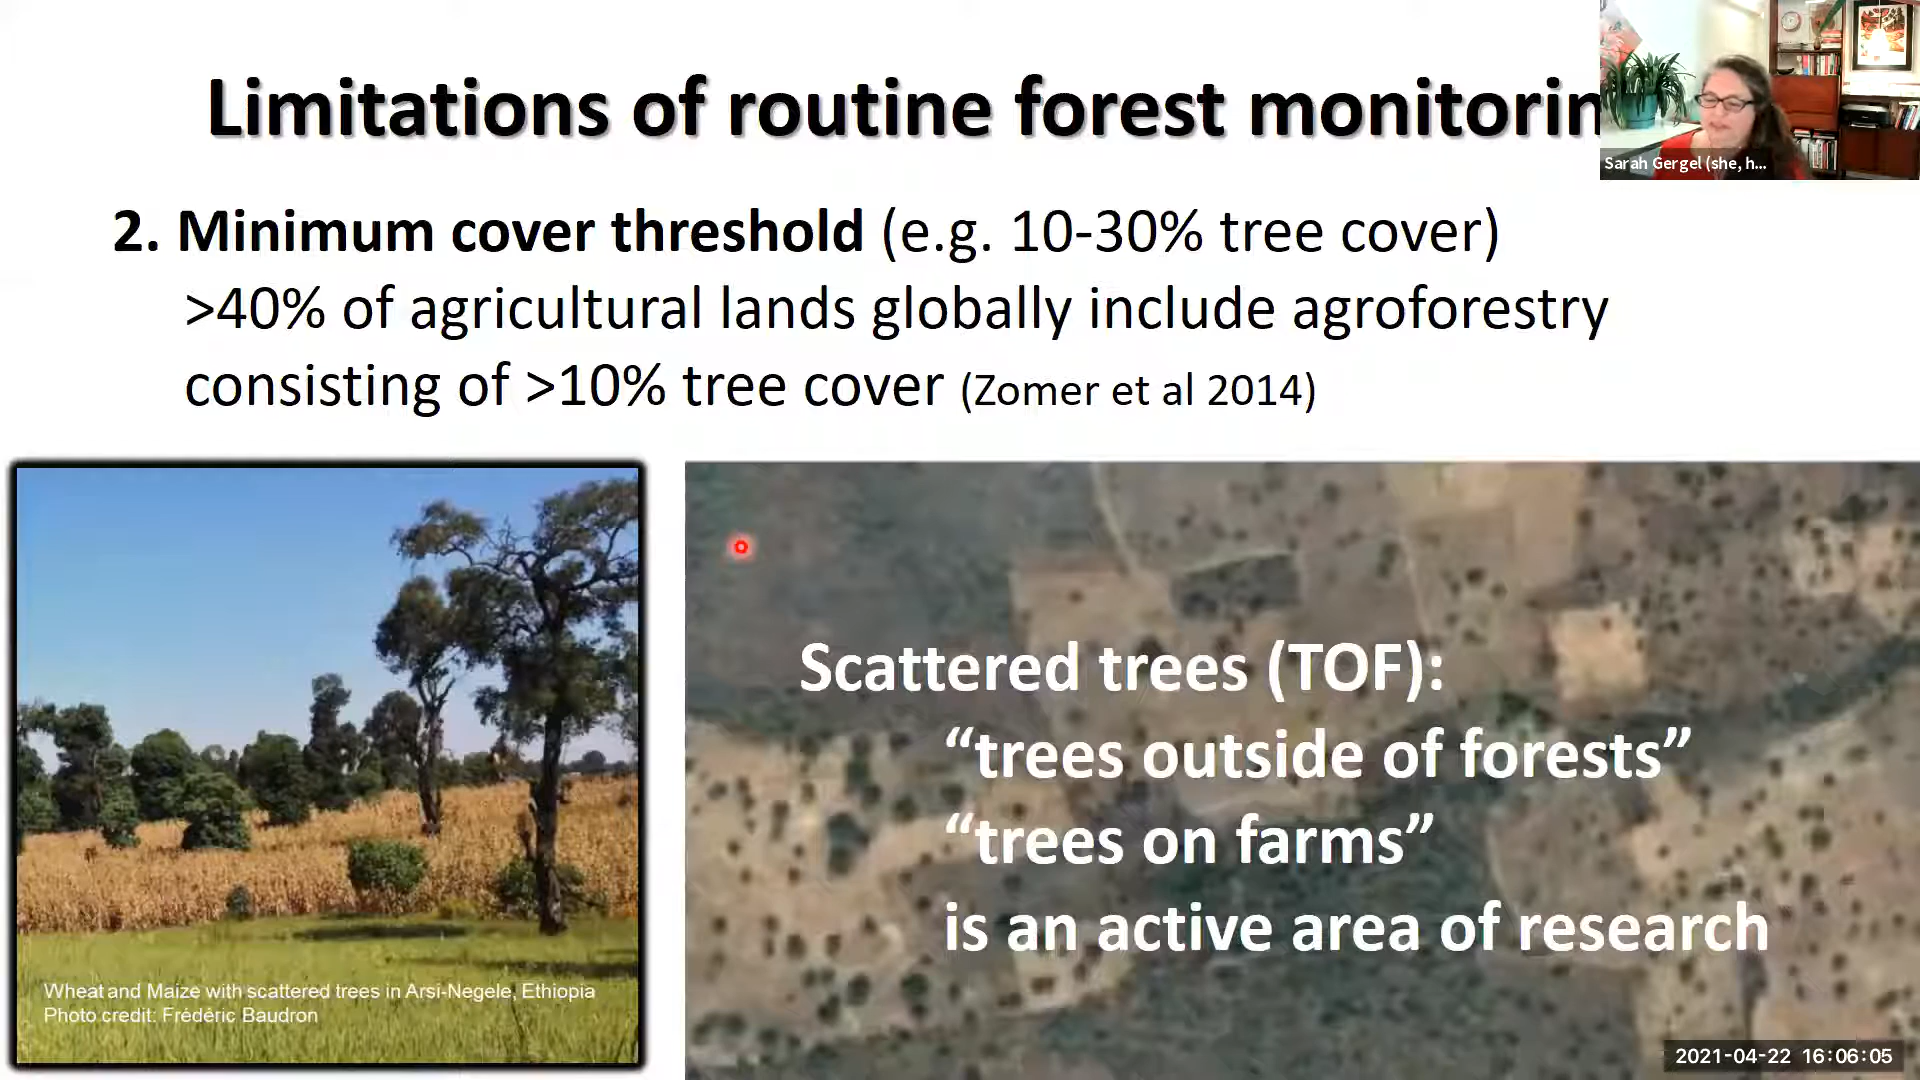 Limitations of routine forest monitorin
Sarah Gergel (she, h...
2. Minimum cover threshold (e.g. 10-30% tree cover)
>40% of agricultural lands globally include agroforestry
consisting of >10% tree cover (Zomer et al 2014)
Scattered trees (TOF):
“trees outside of forests”
“trees on farms”
is an active area of research
Wheat and Maize with scattered trees in Arsi-Negele, Ethiopia
Photo credit: Frédéric Baudron
2021-04-22 16:06:05